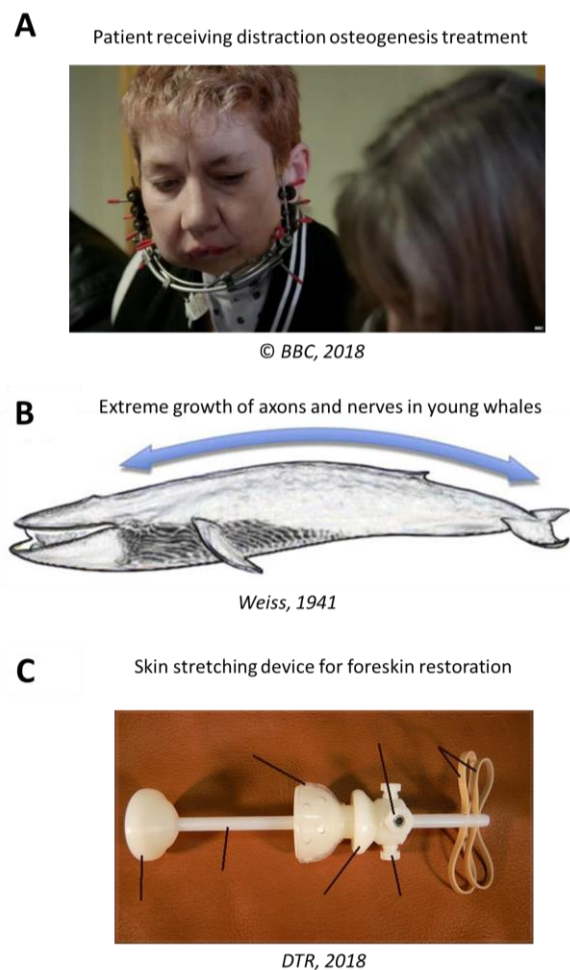 A
Patient receiving distraction osteogenesis treatment
BBC
© BBC, 2018
B
Extreme growth of axons and nerves in young whales
Weiss, 1941
C
Skin stretching device for foreskin restoration
DTR, 2018